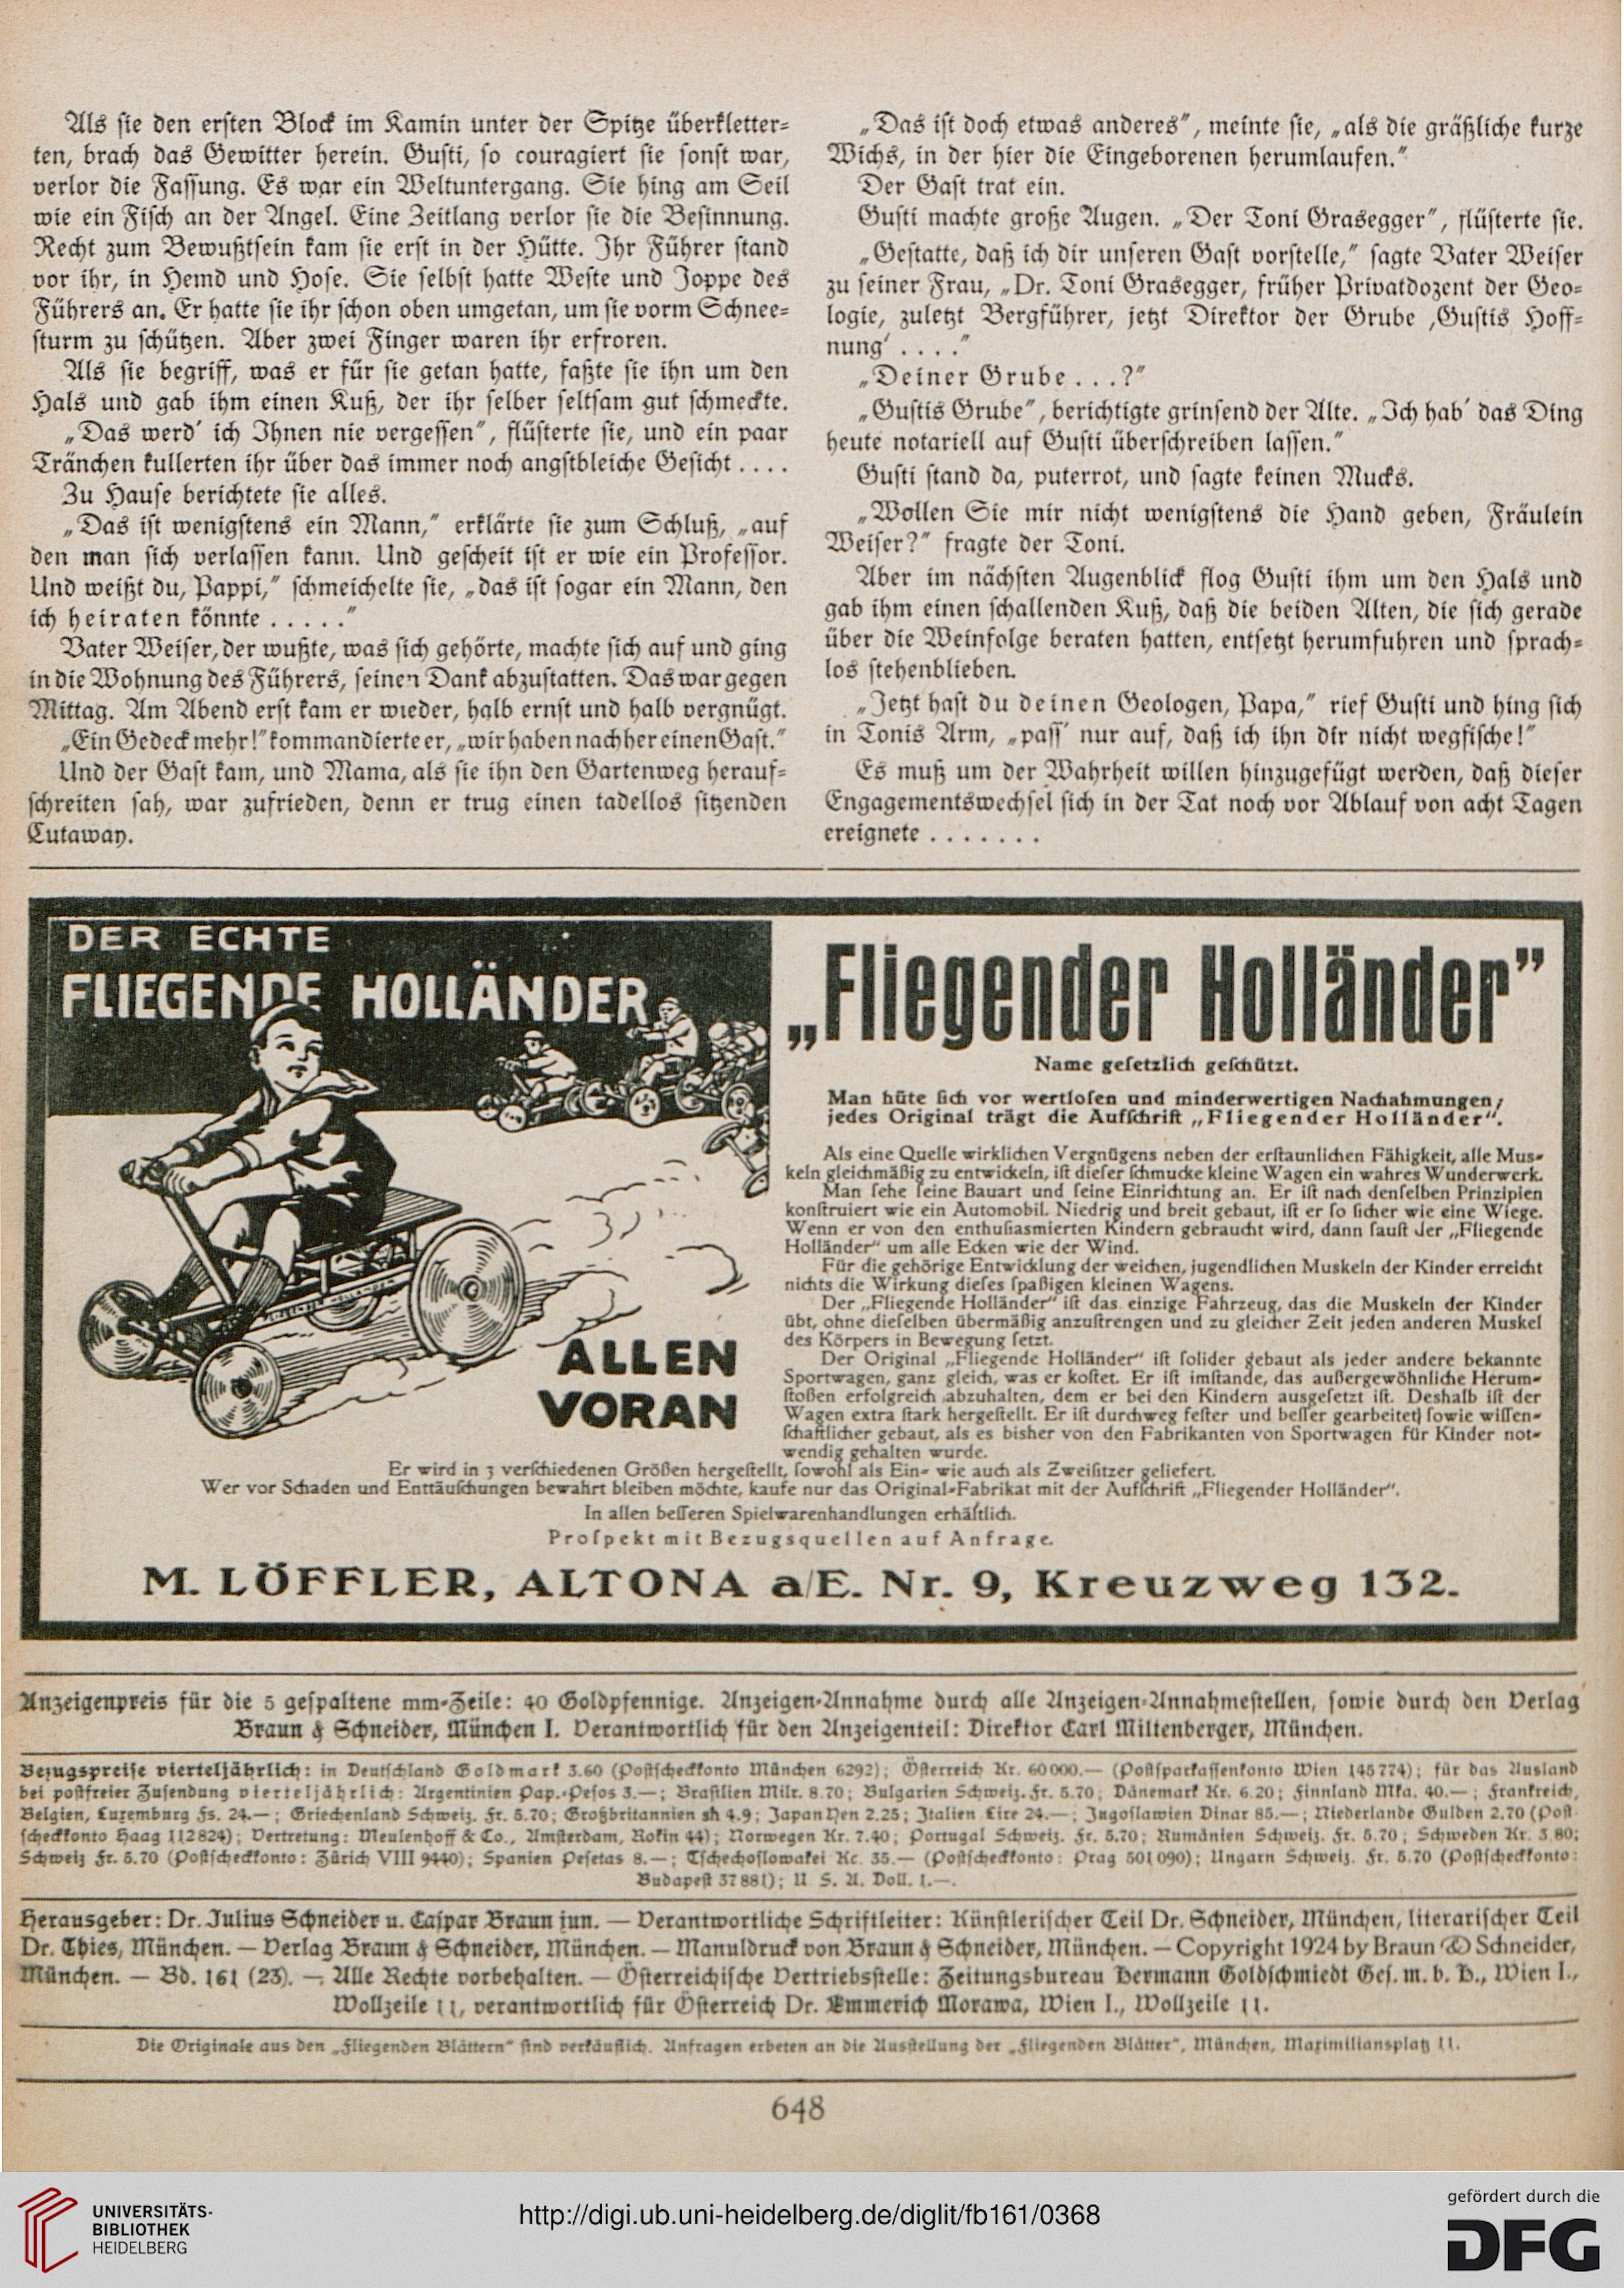 Als sie den ersten Block im Kamin unter der Spitze überkletter-
ten, brach das Gewitter herein. Gusti, so couragiert sie sonst war,
verlor die Fassung. Es war ein Weltuntergang. Sie hing am Seil
wie ein Fisch an der Angel. Eine Zeitlang verlor sie die Besinnung.
Recht zum Bewußtsein kam sie erst in der Hütte. Ihr Führer stand
vor ihr, in Hemd und Hose. Sie selbst hatte Weste und Joppe des
Führers an. Er hatte sie ihr schon oben umgetan, um sie vorm Schnee-
sturm zu schützen. Aber zwei Finger waren ihr erfroren.
Als sie begriff, was er für sie getan hatte, faßte sie ihn um den
Hals und gab ihm einen Kuß, der ihr selber seltsam gut schmeckte.
„Das werd' ich Ihnen nie vergessen", flüsterte sie, und ein paar
Tränchen kullerten ihr über das immer noch angstbleiche Gesicht....
Zu Hause berichtete sie alles.
„Das ist wenigstens ein Mann," erklärte sie zum Schluß, „auf
den man sich verlassen kann. Und gescheit ist er wie ein Professor.
Und weißt du, Pappi," schmeichelte sie, „das ist sogar ein Mann, den
ich heiraten könnte ....."
Vater Weiser, der wußte, was sich gehörte, machte sich auf und ging
in die Wohnung des Führers, seinen Dank abzustatten. Das war gegen
Mittag. Am Abend erst kam er wieder, halb ernst und halb vergnügt.
„Ein Gedeck mehr!" kommandierte er, „wir haben nachher einen Gast."
Und der Gast kam, und Mama, als sie ihn den Gartenweg herauf-
schreiten sah, war zufrieden, denn er trug einen tadellos sitzenden
Cutaway.
„Das ist doch etwas anderes", meinte sie, „als die gräßliche kurze
Wichs, in der hier die Eingeborenen herumlaufen."
Der Gast trat ein.
Gusti machte große Augen. „Der Toni Grasegger", flüsterte sie.
„Gestatte, daß ich dir unseren Gast vorstelle," sagte Vater Weiser
zu seiner Frau, „Dr. Toni Grasegger, früher Privatdozent der Geo-
logie, zuletzt Bergführer, jetzt Direktor der Grube ‚Gustis Hoff-
nung' ...."
„Deiner Grube...?"
„Gustis Grube", berichtigte grinsend der Alte. „Ich hab' das Ding
heute notariell auf Gusti überschreiben lassen."
Gusti stand da, puterrot, und sagte keinen Mucks.
„Wollen Sie mir nicht wenigstens die Hand geben, Fräulein
Weiser?" fragte der Toni.
Aber im nächsten Augenblick flog Gusti ihm um den Hals und
gab ihm einen schallenden Kuß, daß die beiden Alten, die sich gerade
über die Weinfolge beraten hatten, entsetzt herumfuhren und sprach-
los stehenblieben.
„Jetzt hast du deinen Geologen, Papa," rief Gusti und hing sich
in Tonis Arm, „pass' nur auf, daß ich ihn dir nicht wegfische!"
Es muß um der Wahrheit willen hinzugefügt werden, daß dieser
Engagementswechsel sich in der Tat noch vor Ablauf von acht Tagen
ereignete .......
DER ECHTE
FLIEGENDE HOLLÄNDER
FLIEGENDER HOLLÄNDER
ALLEN
VORAN
„Fliegender Holländer"
Name gesetzlich geschützt.
Man hüte sich vor wertlosen und minderwertigen Nachahmungen;
jedes Original trägt die Aufschrift „Fliegender Holländer".
Als eine Quelle wirklichen Vergnügens neben der erstaunlichen Fähigkeit, alle Mus-
keln gleichmäßig zu entwickeln, ist dieser schmucke kleine Wagen ein wahres Wunderwerk.
Man sehe seine Bauart und seine Einrichtung an. Er ist nach denselben Prinzipien
konstruiert wie ein Automobil. Niedrig und breit gebaut, ist er so sicher wie eine Wiege.
Wenn er von den enthusiasmierten Kindern gebraucht wird, dann saust der „Fliegende
Holländer" um alle Ecken wie der Wind.
Für die gehörige Entwicklung der weichen, jugendlichen Muskeln der Kinder erreicht
nichts die Wirkung dieses spaßigen kleinen Wagens.
Der „Fliegende Holländer" ist das einzige Fahrzeug, das die Muskeln der Kinder
übt, ohne dieselben übermäßig anzustrengen und zu gleicher Zeit jeden anderen Muskel
des Körpers in Bewegung setzt.
Der Original „Fliegende Holländer" ist solider gebaut als jeder andere bekannte
Sportwagen, ganz gleich, was er kostet. Er ist imstande, das außergewöhnliche Herum-
stoßen erfolgreich abzuhalten, dem er bei den Kindern ausgesetzt ist. Deshalb ist der
Wagen extra stark hergestellt. Er ist durchweg fester und besser gearbeitet, sowie wissen-
schaftlicher gebaut, als es bisher von den Fabrikanten von Sportwagen für Kinder not-
wendig gehalten wurde.
Er wird in 3 verschiedenen Größen hergestellt, sowohl als Ein- wie auch als Zweisitzer geliefert.
Wer vor Schaden und Enttäuschungen bewahrt bleiben möchte, kaufe nur das Original-Fabrikat mit der Aufschrift „Fliegender Holländer".
In allen besseren Spielwarenhandlungen erhältlich.
Prospekt mit Bezugsquellen auf Anfrage.
M. LÖFFLER, ALTONA a/E. Nr. 9, Kreuzweg 132.
Anzeigenpreis für die 5 gespaltene mm-Zeile: 40 Goldpfennige. Anzeigen-Annahme durch alle Anzeigen-Annahmestellen, sowie durch den Verlag
Braun & Schneider, München I. Verantwortlich für den Anzeigenteil: Direktor Carl Miltenberger, München.
Bezugspreise vierteljährlich: in Deutschland Goldmark 3.60 (Postscheckkonto München 6292); Österreich Kr. 60000.— (Postsparkassenkonto Wien 145774); für das Ausland
bei postfreier Zusendung vierteljährlich: Argentinien Pap.-Pesos 3.—; Brasilien Milr. 8.70; Bulgarien Schweiz. Fr. 5.70; Dänemark Kr. 6.20; Finnland Mka. 40.—; Frankreich,
Belgien, Luxemburg Fs. 24.—; Griechenland Schweiz. Fr. 5.70; Großbritannien sh 4.9; Japan Yen 2.25; Italien Lire 24.—; Jugoslawien Dinar 85.—; Niederlande Gulden 2.70 (Post-
scheckkonto Haag 112824); Vertretung: Meulenhoff & Co., Amsterdam, Rokin 44); Norwegen Kr. 7.40; Portugal Schweiz. Fr. 5.70; Rumänien Schweiz. Fr. 5.70; Schweden Kr. 3.80;
Schweiz Fr. 5.70 (Postscheckkonto: Zürich VIII 9440); Spanien Pesetas 8.—; Tschechoslowakei Kc. 35.— (Postscheckkonto: Prag 501090); Ungarn Schweiz. Fr. 5.70 (Postscheckkonto:
Budapest 37881); U. S. A. Doll. 1.—.
Herausgeber: Dr. Julius Schneider u. Caspar Braun jun. — Verantwortliche Schriftleiter: Künstlerischer Teil Dr. Schneider, München, literarischer Teil
Dr. Thies, München. — Verlag Braun & Schneider, München. — Manuldruck von Braun & Schneider, München. — Copyright 1924 by Braun & Schneider,
München. — Bd. 161 (23). — Alle Rechte vorbehalten. — Österreichische Vertriebsstelle: Zeitungsbureau Hermann Goldschmiedt Ges. m. b. H., Wien I.,
Wollzeile 11, verantwortlich für Österreich Dr. Emmerich Morawa, Wien I., Wollzeile 11.
Die Originale aus den „Fliegenden Blättern" sind verkäuflich. Anfragen erbeten an die Ausstellung der „Fliegenden Blätter", München, Maximiliansplatz 11.
648
UNIVERSITÄTS-
BIBLIOTHEK
HEIDELBERG
http://digi.ub.uni-heidelberg.de/diglit/fb161/0368
gefördert durch die
DFG